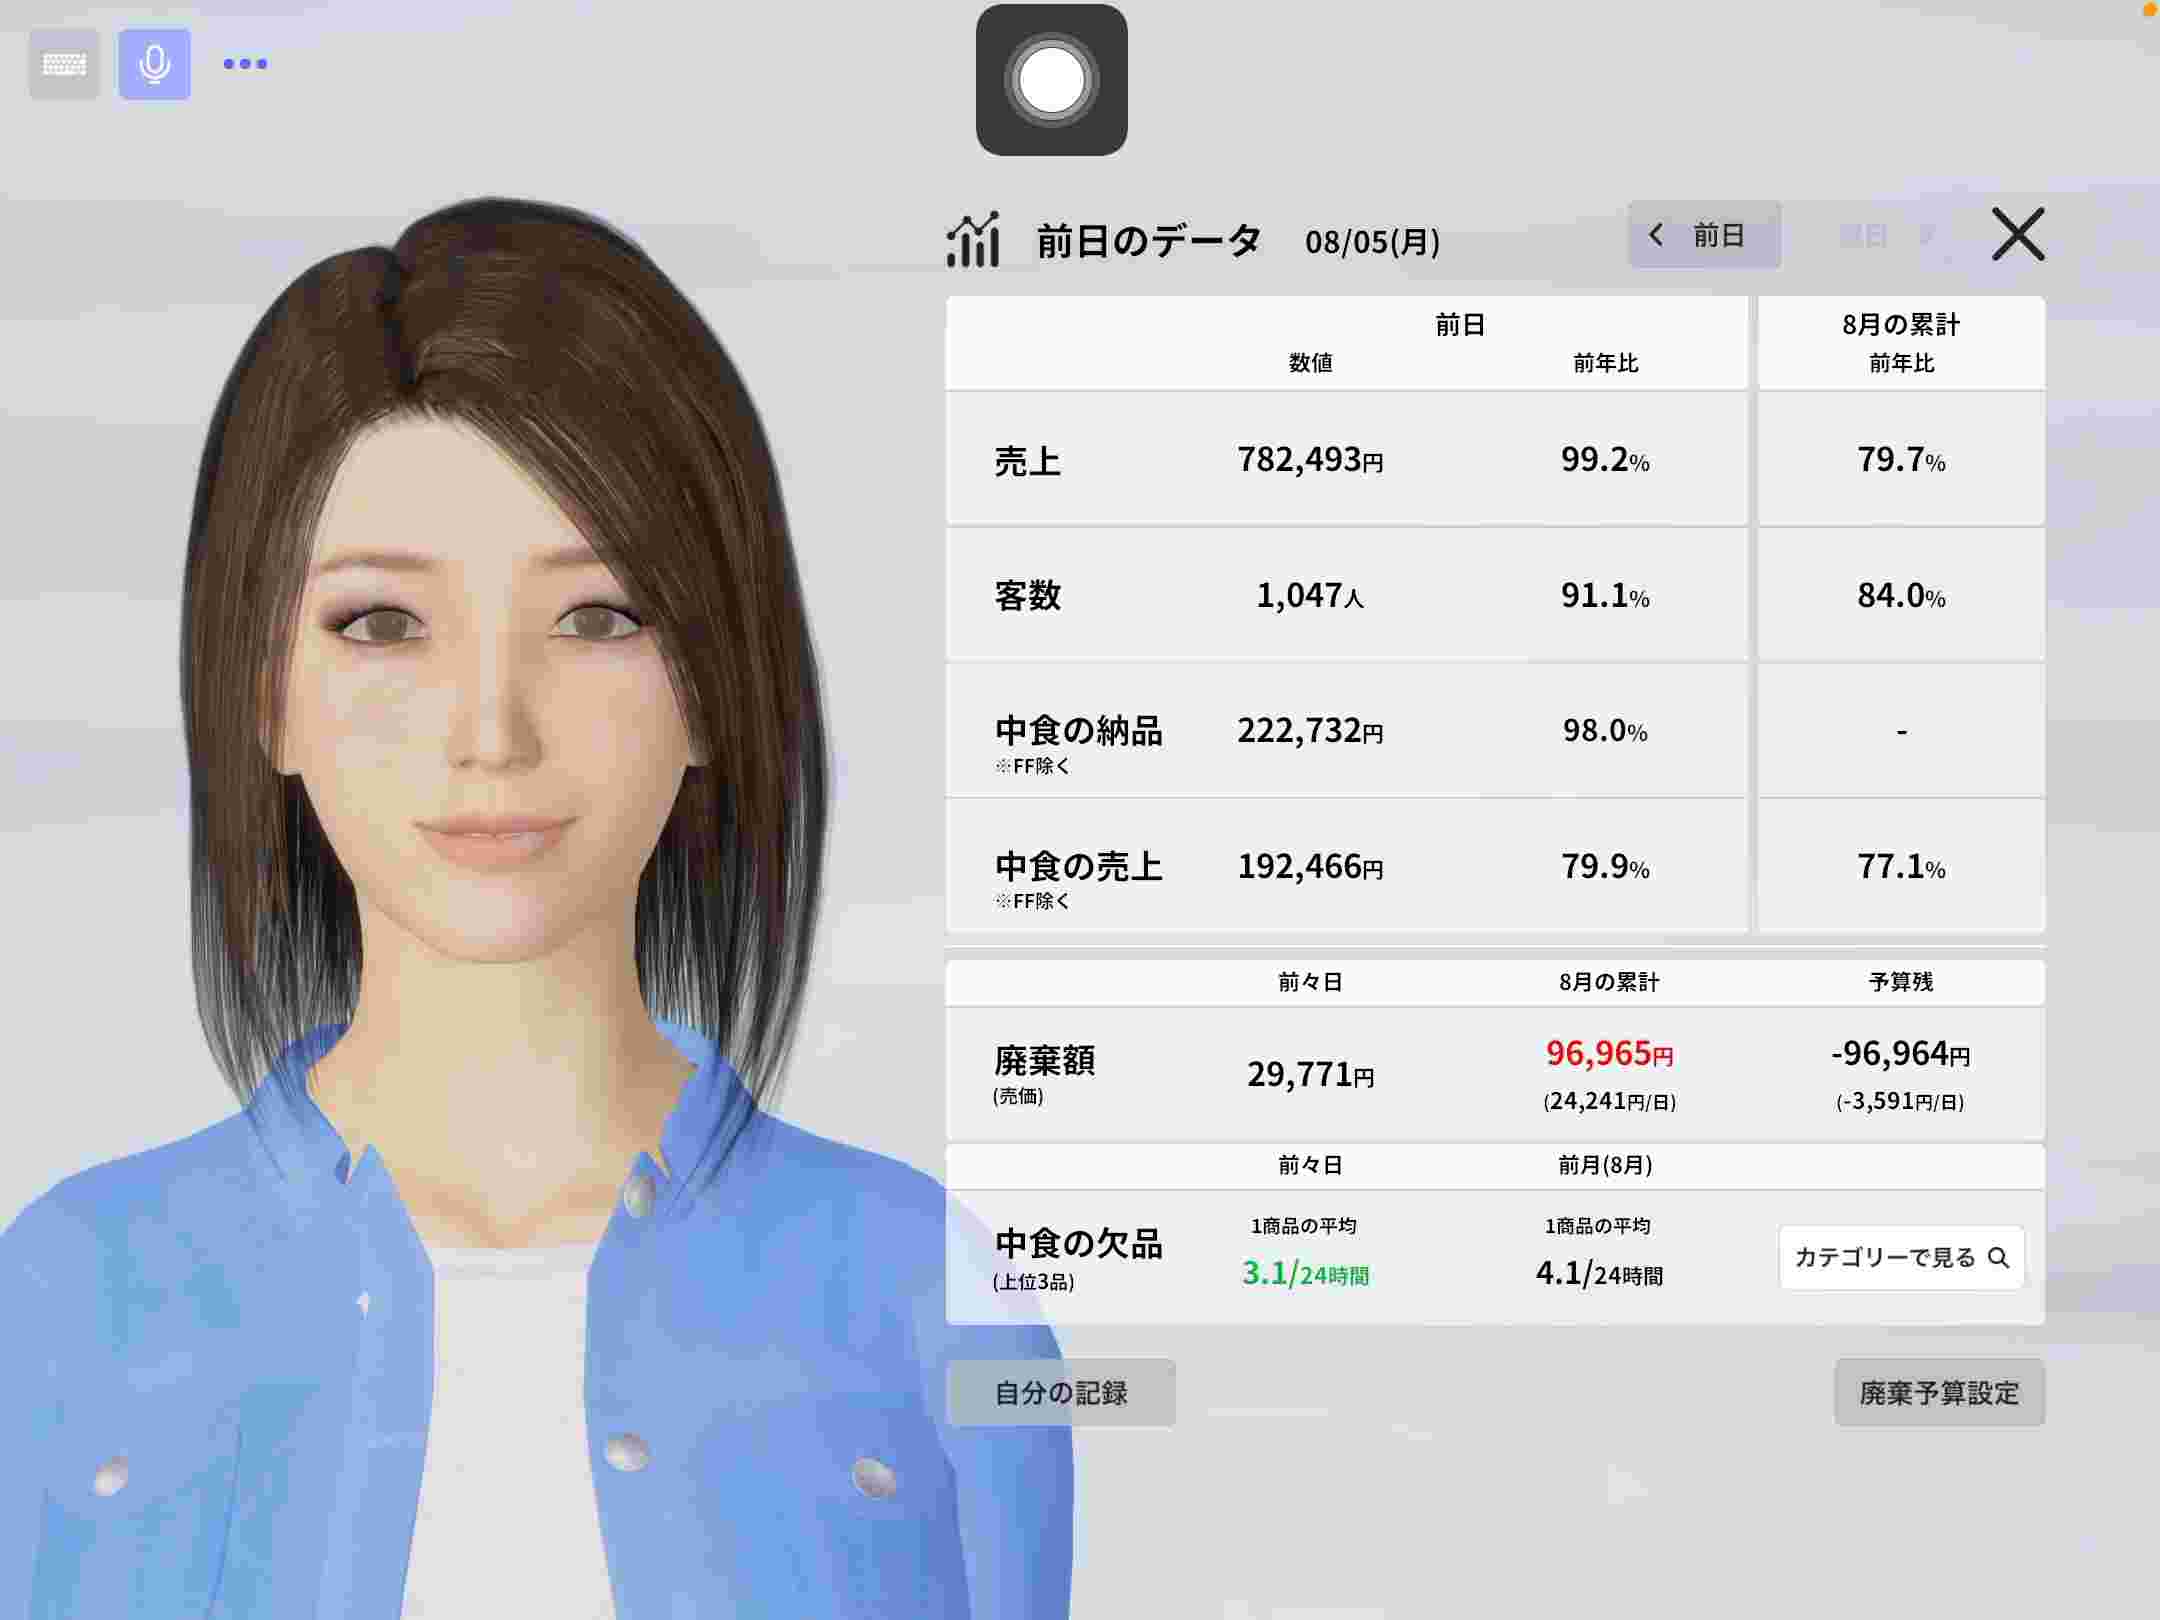 前日のデータ 08/05(月) 前日 翌日
前日 8月の累計
数値 前年比 前年比
売上 782,493円 99.2% 79.7%
客数 1,047人 91.1% 84.0%
中食の納品 222,732円 98.0% -
※FF除く
中食の売上 192,466円 79.9% 77.1%
※FF除く
前々日 8月の累計 予算残
廃棄額 29,771円 96,965円 -96,964円
(売価) (24,241円/日) (-3,591円/日)
前々日 前月(8月)
1商品の平均 1商品の平均
中食の欠品 3.1/24時間 4.1/24時間 カテゴリーで見る
(上位3品)
自分の記録 廃棄予算設定